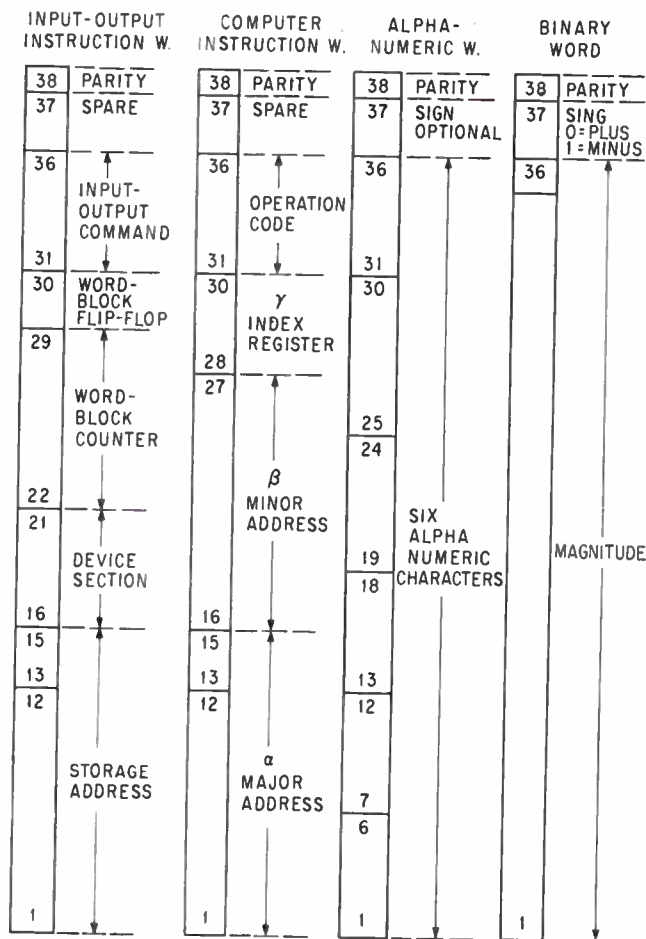 INPUT-OUTPUT
INSTRUCTION W.
38 PARITY
37 SPARE
36
INPUT-
OUTPUT
COMMAND
31
30 WORD-
BLOCK
FLIP-FLOP
29
WORD-
BLOCK
COUNTER
22
21
DEVICE
SECTION
16
15
13
12
STORAGE
ADDRESS
1
COMPUTER
INSTRUCTION W.
38 PARITY
37 SPARE
36
OPERATION
CODE
31
30
γ
INDEX
REGISTER
28
27
β
MINOR
ADDRESS
16
15
13
12
α
MAJOR
ADDRESS
1
ALPHA-
NUMERIC W.
38 PARITY
37 SIGN
OPTIONAL
36
31
30
25
24
SIX
ALPHA
NUMERIC
CHARACTERS
19
18
13
12
7
6
1
BINARY
WORD
38 PARITY
37 SING
0=PLUS
1=MINUS
36
MAGNITUDE
1